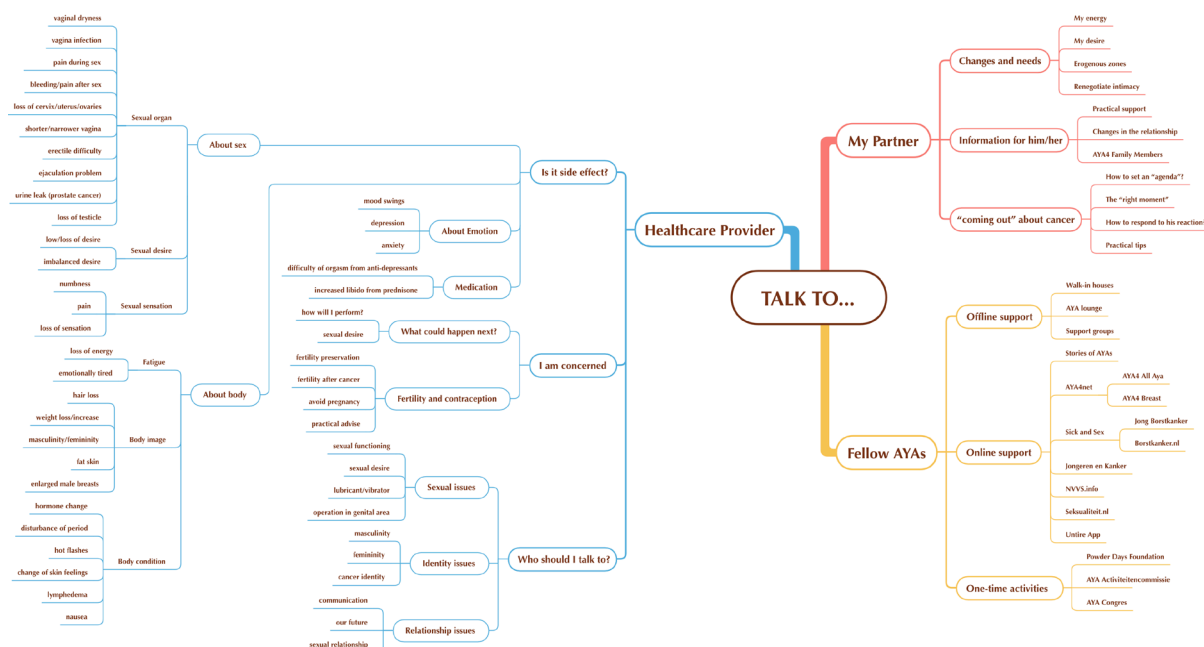 TALK TO...
Healthcare Provider
Is it side effect?
About sex
Sexual organ
vaginal dryness
vagina infection
pain during sex
bleeding/pain after sex
loss of cervix/uterus/ovaries
shorter/narrower vagina
erectile difficulty
ejaculation problem
urine leak (prostate cancer)
loss of testicle
Sexual desire
low/loss of desire
imbalanced desire
Sexual sensation
numbness
pain
loss of sensation
About body
Fatigue
loss of energy
emotionally tired
Body image
hair loss
weight loss/increase
masculinity/femininity
fat skin
enlarged male breasts
Body condition
hormone change
disturbance of period
hot flashes
change of skin feelings
lymphedema
nausea
About Emotion
mood swings
depression
anxiety
Medication
difficulty of orgasm from anti-depressants
increased libido from prednisone
I am concerned
What could happen next?
how will I perform?
sexual desire
Fertility and contraception
fertility preservation
fertility after cancer
avoid pregnancy
practical advise
Who should I talk to?
Sexual issues
sexual functioning
sexual desire
lubricant/vibrator
operation in genital area
Identity issues
masculinity
femininity
cancer identity
Relationship issues
communication
our future
sexual relationship
My Partner
Changes and needs
My energy
My desire
Erogenous zones
Renegotiate intimacy
Information for him/her
Practical support
Changes in the relationship
AYA4 Family Members
“coming out” about cancer
How to set an “agenda”?
The “right moment”
How to respond to his reactions
Practical tips
Fellow AYAs
Offline support
Walk-in houses
AYA lounge
Support groups
Online support
Stories of AYAs
AYA4net
AYA4 All Aya
AYA4 Breast
Sick and Sex
Jong Borstkanker
Borstkanker.nl
Jongeren en Kanker
NVVS.info
Seksualiteit.nl
Untire App
One-time activities
Powder Days Foundation
AYA Activiteitencommissie
AYA Congres